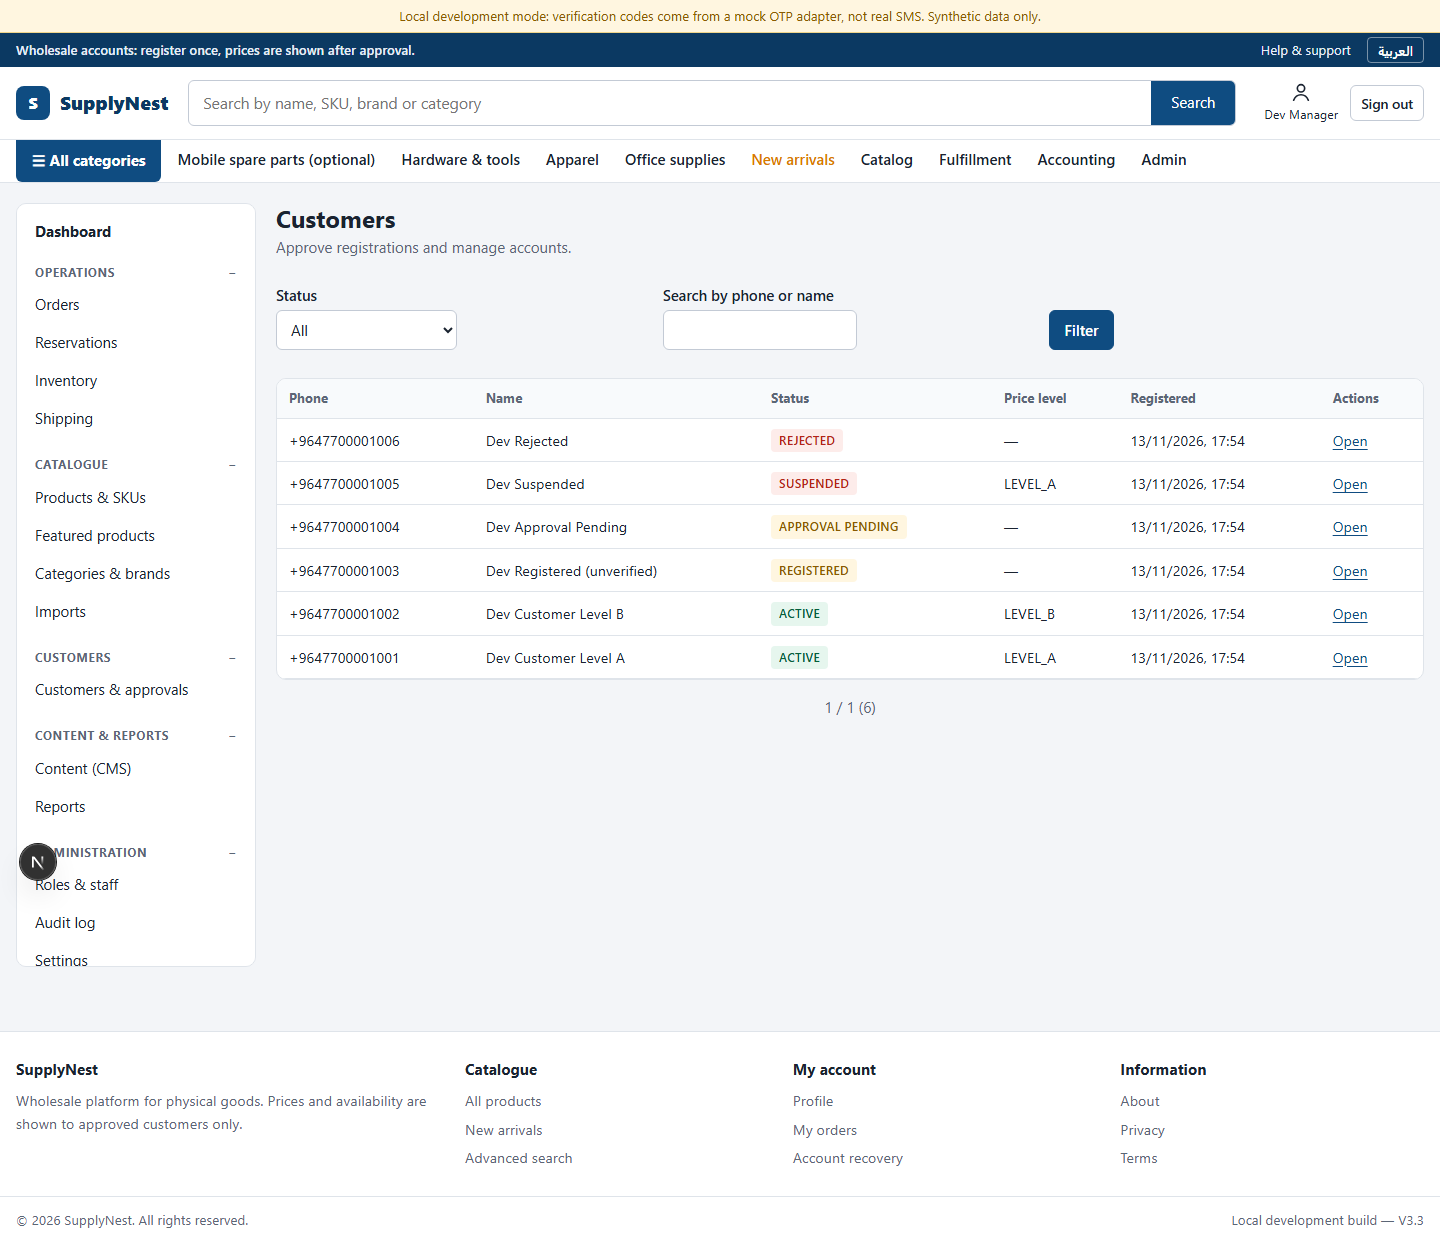 Local development mode: verification codes come from a mock OTP adapter, not real SMS. Synthetic data only.
Wholesale accounts: register once, prices are shown after approval.
Help & support
العربية
S SupplyNest
Search by name, SKU, brand or category
Search
Dev Manager
Sign out
☰ All categories
Mobile spare parts (optional)
Hardware & tools
Apparel
Office supplies
New arrivals
Catalog
Fulfillment
Accounting
Admin
Dashboard
OPERATIONS –
Orders
Reservations
Inventory
Shipping
CATALOGUE –
Products & SKUs
Featured products
Categories & brands
Imports
CUSTOMERS –
Customers & approvals
CONTENT & REPORTS –
Content (CMS)
Reports
N
MINISTRATION –
Roles & staff
Audit log
Settings
Customers
Approve registrations and manage accounts.
Status
All
Search by phone or name
Filter
Phone Name Status Price level Registered Actions
+9647700001006 Dev Rejected REJECTED — 13/11/2026, 17:54 Open
+9647700001005 Dev Suspended SUSPENDED LEVEL_A 13/11/2026, 17:54 Open
+9647700001004 Dev Approval Pending APPROVAL PENDING — 13/11/2026, 17:54 Open
+9647700001003 Dev Registered (unverified) REGISTERED — 13/11/2026, 17:54 Open
+9647700001002 Dev Customer Level B ACTIVE LEVEL_B 13/11/2026, 17:54 Open
+9647700001001 Dev Customer Level A ACTIVE LEVEL_A 13/11/2026, 17:54 Open
1 / 1 (6)
SupplyNest
Wholesale platform for physical goods. Prices and availability are
shown to approved customers only.
Catalogue
All products
New arrivals
Advanced search
My account
Profile
My orders
Account recovery
Information
About
Privacy
Terms
© 2026 SupplyNest. All rights reserved.
Local development build — V3.3